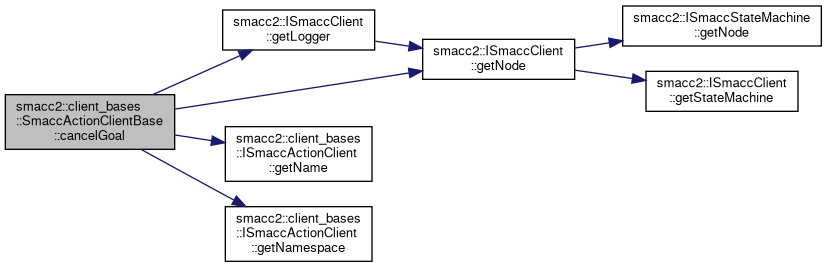 smacc2::client_bases
::SmaccActionClientBase
::cancelGoal
smacc2::ISmaccClient
::getLogger
smacc2::ISmaccClient
::getNode
smacc2::ISmaccStateMachine
::getNode
smacc2::ISmaccClient
::getStateMachine
smacc2::client_bases
::ISmaccActionClient
::getName
smacc2::client_bases
::ISmaccActionClient
::getNamespace